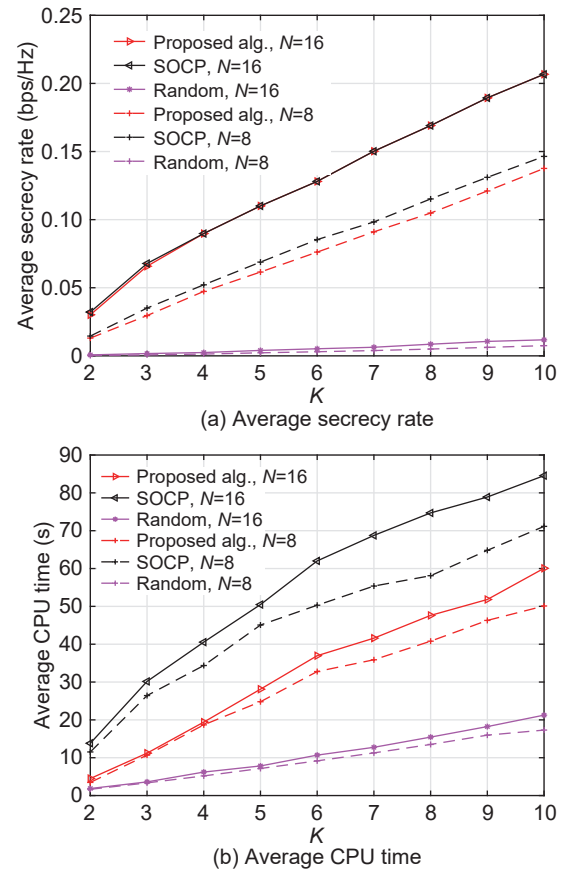 Average secrecy rate (bps/Hz)
0.25
0.20
0.15
0.10
0.05
0
Proposed alg., N=16
SOCP, N=16
Random, N=16
Proposed alg., N=8
SOCP, N=8
Random, N=8
2 3 4 5 6 7 8 9 10
K
(a) Average secrecy rate
Average CPU time (s)
90
80
70
60
50
40
30
20
10
0
Proposed alg., N=16
SOCP, N=16
Random, N=16
Proposed alg., N=8
SOCP, N=8
Random, N=8
2 3 4 5 6 7 8 9 10
K
(b) Average CPU time